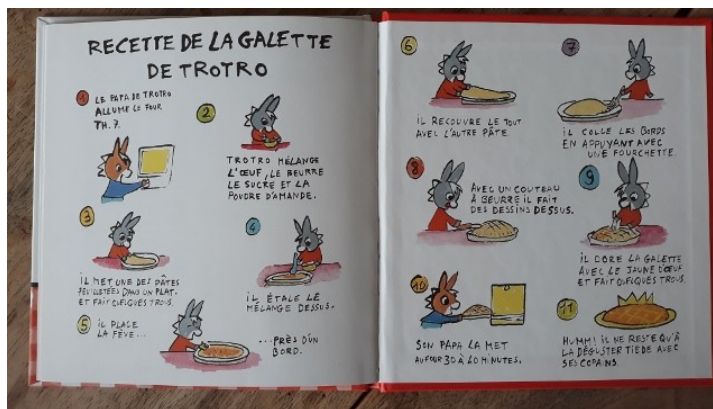 RECETTE DE LA GALETTE
DE TROTRO
1
LE PAPA DE TROTRO
ALLUME LE FOUR
TH. 7.
2
TROTRO MÉLANGE
L'ŒUF, LE BEURRE
LE SUCRE ET LA
POUDRE D'AMANDE.
3
IL MET UNE DES PÂTES
FEUILLETÉES DANS UN PLAT.
ET FAIT QUELQUES TROUS.
4
IL ÉTALE LE
MÉLANGE DESSUS.
5
IL PLACE
LA FÈVE...
...PRÈS D'UN
BORD.
6
IL RECOUVRE LE TOUT
AVEC L'AUTRE PÂTE.
7
IL COLLE LES BORDS
EN APPUYANT AVEC
UNE FOURCHETTE.
8
AVEC UN COUTEAU
À BEURRE IL FAIT
DES DESSINS DESSUS.
9
IL DORE LA GALETTE
AVEC LE JAUNE D'ŒUF
ET FAIT QUELQUES TROUS.
10
SON PAPA LA MET
AU FOUR 30 À 40 MINUTES.
11
HUMM! IL NE RESTE QU'À
LA DÉGUSTER TIEDE AVEC
SES COPAINS.